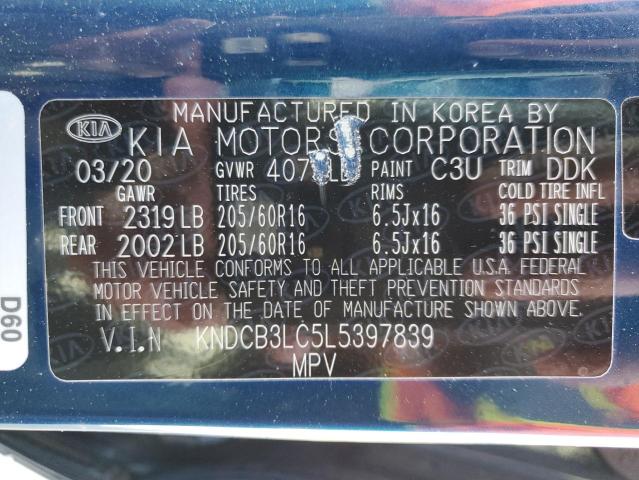 MANUFACTURED IN KOREA BY
KIA KIA MOTORS CORPORATION
03/20 GVWR PAINT C3U TRIM DDK
GAWR TIRES RIMS COLD TIRE INFL
FRONT 2319 LB 205/60R16 6.5Jx16 36 PSI SINGLE
REAR 2002 LB 205/60R16 6.5Jx16 36 PSI SINGLE
THIS VEHICLE CONFORMS TO ALL APPLICABLE U.S.A. FEDERAL
MOTOR VEHICLE SAFETY AND THEFT PREVENTION STANDARDS
IN EFFECT ON THE DATE OF MANUFACTURE SHOWN ABOVE.
V.I.N KNDCB3LC5L5397839
MPV
D60